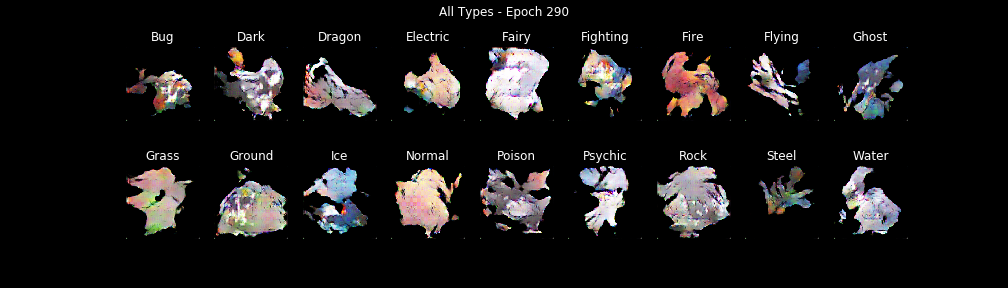 All Types - Epoch 290
Bug Dark Dragon Electric Fairy Fighting Fire Flying Ghost
Grass Ground Ice Normal Poison Psychic Rock Steel Water